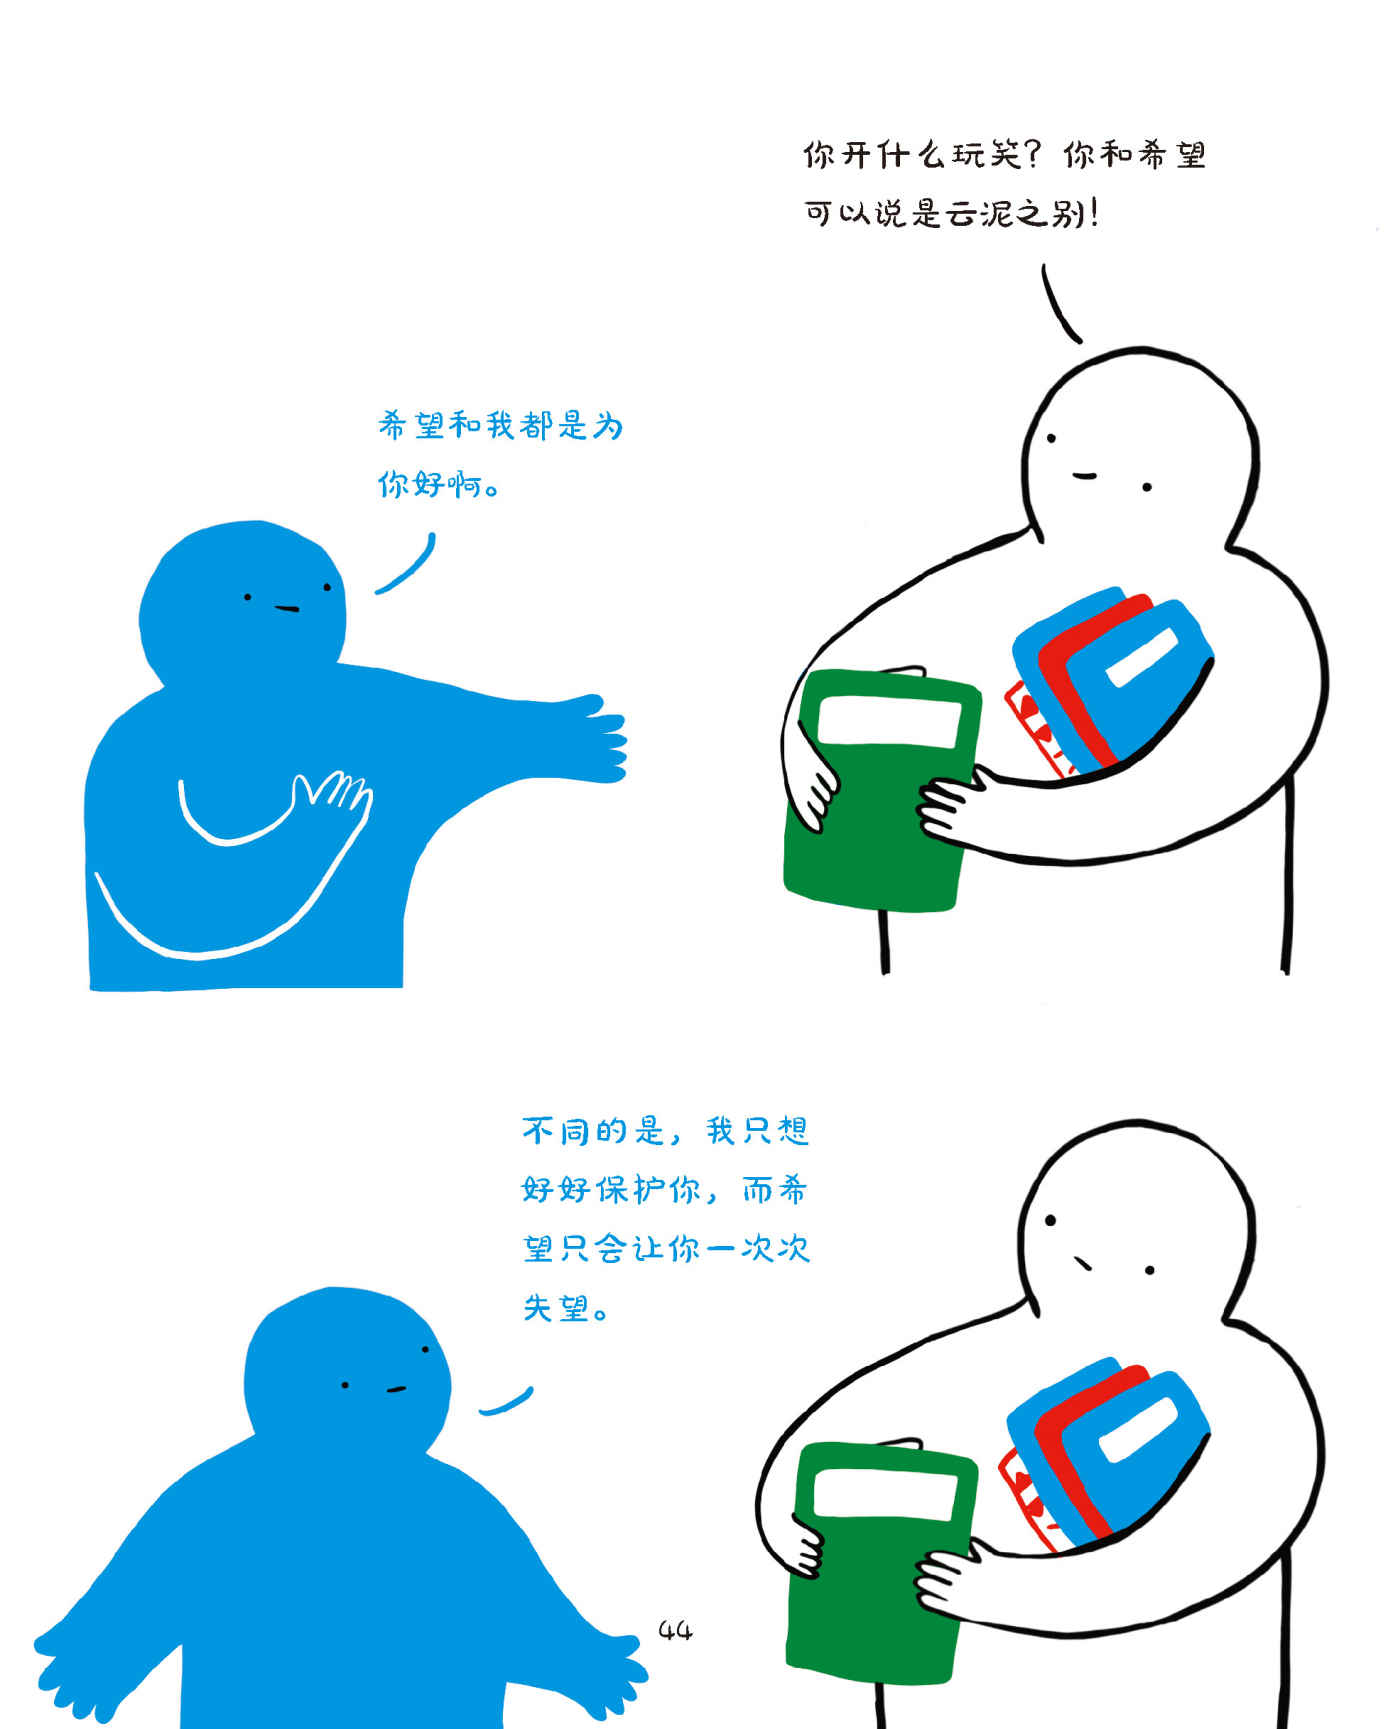 你开什么玩笑？你和希望
可以说是云泥之别！
希望和我都是为
你好啊。
不同的是，我只想
好好保护你，而希
望只会让你一次次
失望。
44